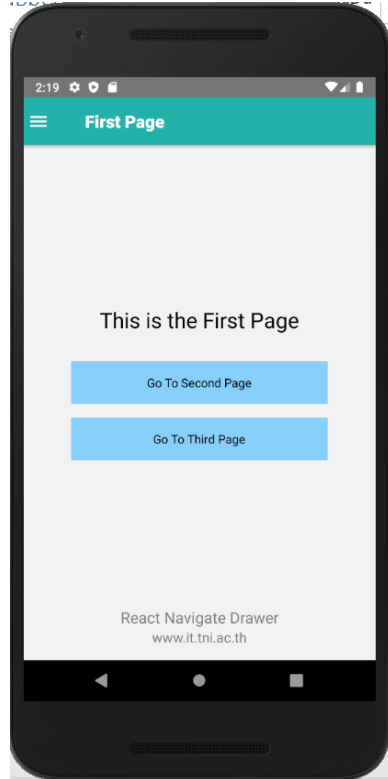 2:19
First Page
This is the First Page
Go To Second Page
Go To Third Page
React Navigate Drawer
www.it.tni.ac.th